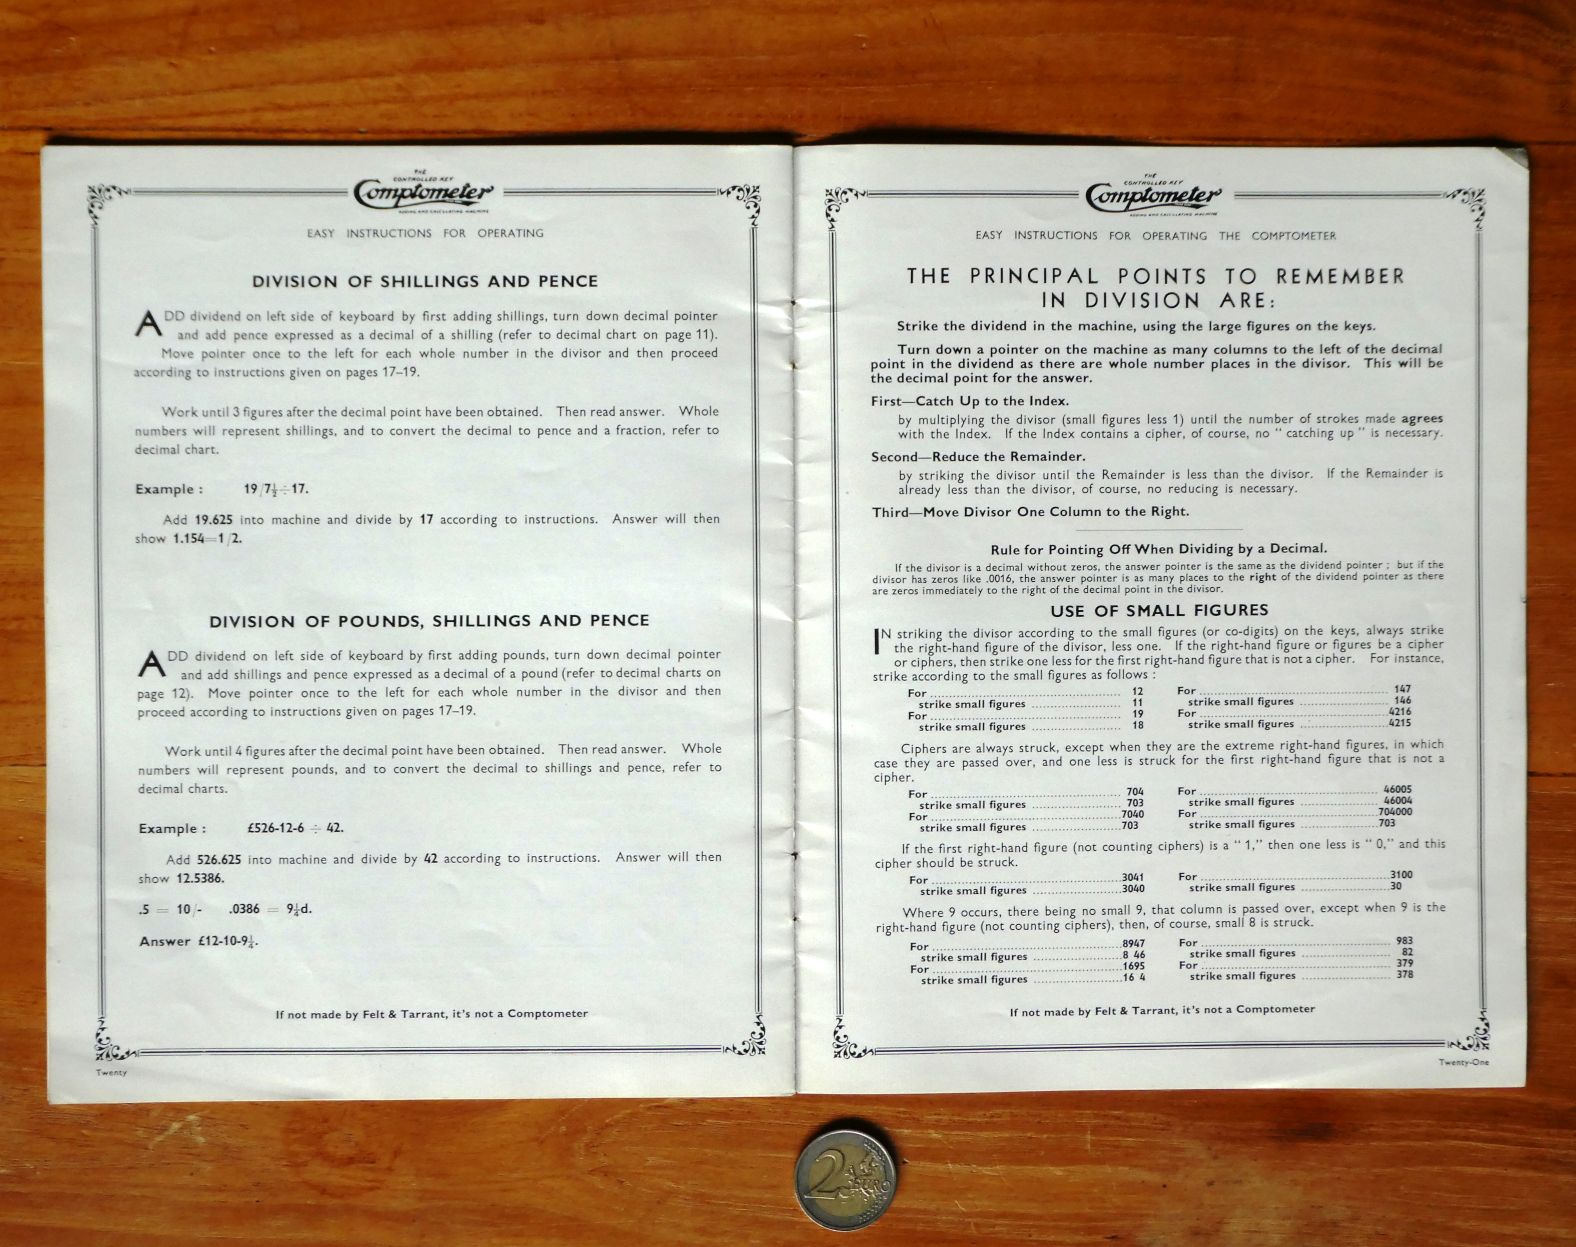 THE
CONTROLLED KEY
Comptometer
ADDING AND CALCULATING MACHINE
EASY INSTRUCTIONS FOR OPERATING
DIVISION OF SHILLINGS AND PENCE
ADD dividend on left side of keyboard by first adding shillings, turn down decimal pointer
and add pence expressed as a decimal of a shilling (refer to decimal chart on page 11).
Move pointer once to the left for each whole number in the divisor and then proceed
according to instructions given on pages 17–19.
Work until 3 figures after the decimal point have been obtained. Then read answer. Whole
numbers will represent shillings, and to convert the decimal to pence and a fraction, refer to
decimal chart.
Example : 19/7½ ÷ 17.
Add 19.625 into machine and divide by 17 according to instructions. Answer will then
show 1.154=1/2.
DIVISION OF POUNDS, SHILLINGS AND PENCE
ADD dividend on left side of keyboard by first adding pounds, turn down decimal pointer
and add shillings and pence expressed as a decimal of a pound (refer to decimal charts on
page 12). Move pointer once to the left for each whole number in the divisor and then
proceed according to instructions given on pages 17–19.
Work until 4 figures after the decimal point have been obtained. Then read answer. Whole
numbers will represent pounds, and to convert the decimal to shillings and pence, refer to
decimal charts.
Example : £526-12-6 ÷ 42.
Add 526.625 into machine and divide by 42 according to instructions. Answer will then
show 12.5386.
.5 = 10/- .0386 = 9¼d.
Answer £12-10-9¼.
If not made by Felt & Tarrant, it's not a Comptometer
Twenty
THE
CONTROLLED KEY
Comptometer
ADDING AND CALCULATING MACHINE
EASY INSTRUCTIONS FOR OPERATING THE COMPTOMETER
THE PRINCIPAL POINTS TO REMEMBER
IN DIVISION ARE:
Strike the dividend in the machine, using the large figures on the keys.
Turn down a pointer on the machine as many columns to the left of the decimal
point in the dividend as there are whole number places in the divisor. This will be
the decimal point for the answer.
First—Catch Up to the Index.
by multiplying the divisor (small figures less 1) until the number of strokes made agrees
with the Index. If the Index contains a cipher, of course, no " catching up " is necessary.
Second—Reduce the Remainder.
by striking the divisor until the Remainder is less than the divisor. If the Remainder is
already less than the divisor, of course, no reducing is necessary.
Third—Move Divisor One Column to the Right.
Rule for Pointing Off When Dividing by a Decimal.
If the divisor is a decimal without zeros, the answer pointer is the same as the dividend pointer ; but if the
divisor has zeros like .0016, the answer pointer is as many places to the right of the dividend pointer as there
are zeros immediately to the right of the decimal point in the divisor.
USE OF SMALL FIGURES
IN striking the divisor according to the small figures (or co-digits) on the keys, always strike
the right-hand figure of the divisor, less one. If the right-hand figure or figures be a cipher
or ciphers, then strike one less for the first right-hand figure that is not a cipher. For instance,
strike according to the small figures as follows :
For ........ 12 For ........ 147
strike small figures ........ 11 strike small figures ........ 146
For ........ 19 For ........ 4216
strike small figures ........ 18 strike small figures ........ 4215
Ciphers are always struck, except when they are the extreme right-hand figures, in which
case they are passed over, and one less is struck for the first right-hand figure that is not a
cipher.
For ........ 704 For ........ 46005
strike small figures ........ 703 strike small figures ........ 46004
For ........ 7040 For ........ 704000
strike small figures ........ 703 strike small figures ........ 703
If the first right-hand figure (not counting ciphers) is a " 1," then one less is " 0," and this
cipher should be struck.
For ........ 3041 For ........ 3100
strike small figures ........ 3040 strike small figures ........ 30
Where 9 occurs, there being no small 9, that column is passed over, except when 9 is the
right-hand figure (not counting ciphers), then, of course, small 8 is struck.
For ........ 8947 For ........ 983
strike small figures ........ 8 46 strike small figures ........ 82
For ........ 1695 For ........ 379
strike small figures ........ 16 4 strike small figures ........ 378
If not made by Felt & Tarrant, it's not a Comptometer
Twenty-One
2 EURO